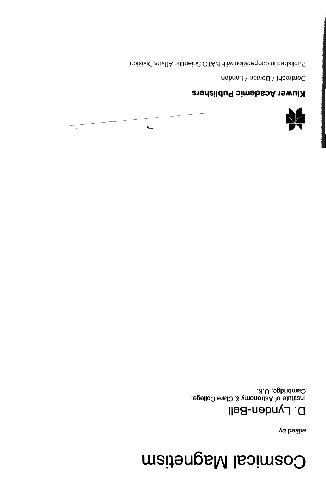 Cosmical Magnetism
edited by
D. Lynden-Bell
Institute of Astronomy & Clare College,
Cambridge, U.K.
Kluwer Academic Publishers
Dordrecht / Boston / London
Published in cooperation with NATO Scientific Affairs Division